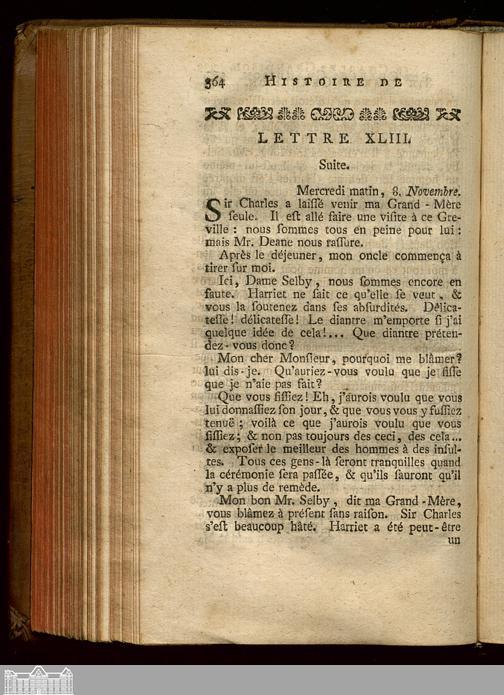 364 HISTOIRE DE
LETTRE XLIII.
Suite.
Mercredi matin, 8. Novembre.
Sir Charles a laiſſé venir ma Grand-Mère
ſeule. Il eſt allé faire une viſite à ce Gre-
ville: nous ſommes tous en peine pour lui:
mais Mr. Deane nous raſſure.
Après le déjeuner, mon oncle commença à
tirer ſur moi.
Ici, Dame Selby, nous ſommes encore en
faute. Harriet ne ſait ce qu'elle ſe veut, &
vous la ſoutenez dans ſes abſurdités. Délica-
teſſe! délicateſſe! Le diantre m'emporte ſi j'ai
quelque idée de cela!... Que diantre préten-
dez-vous donc?
Mon cher Monſieur, pourquoi me blâmer?
lui dis-je. Qu'auriez-vous voulu que je fiſſe
que je n'aie pas fait?
Que vous fiſſiez! Eh, j'aurois voulu que vous
lui donnaſſiez ſon jour, & que vous vous y fuſſiez
tenuë; voilà ce que j'aurois voulu que vous
fiſſiez; & non pas toujours des ceci, des cela...
& expoſer le meilleur des hommes à des inſul-
tes. Tous ces gens-là ſeront tranquilles quand
la cérémonie ſera paſſée, & qu'ils ſauront qu'il
n'y a plus de remède.
Mon bon Mr. Selby, dit ma Grand-Mère,
vous blâmez à préſent ſans raiſon. Sir Charles
s'eſt beaucoup hâté. Harriet a été peut-être
un